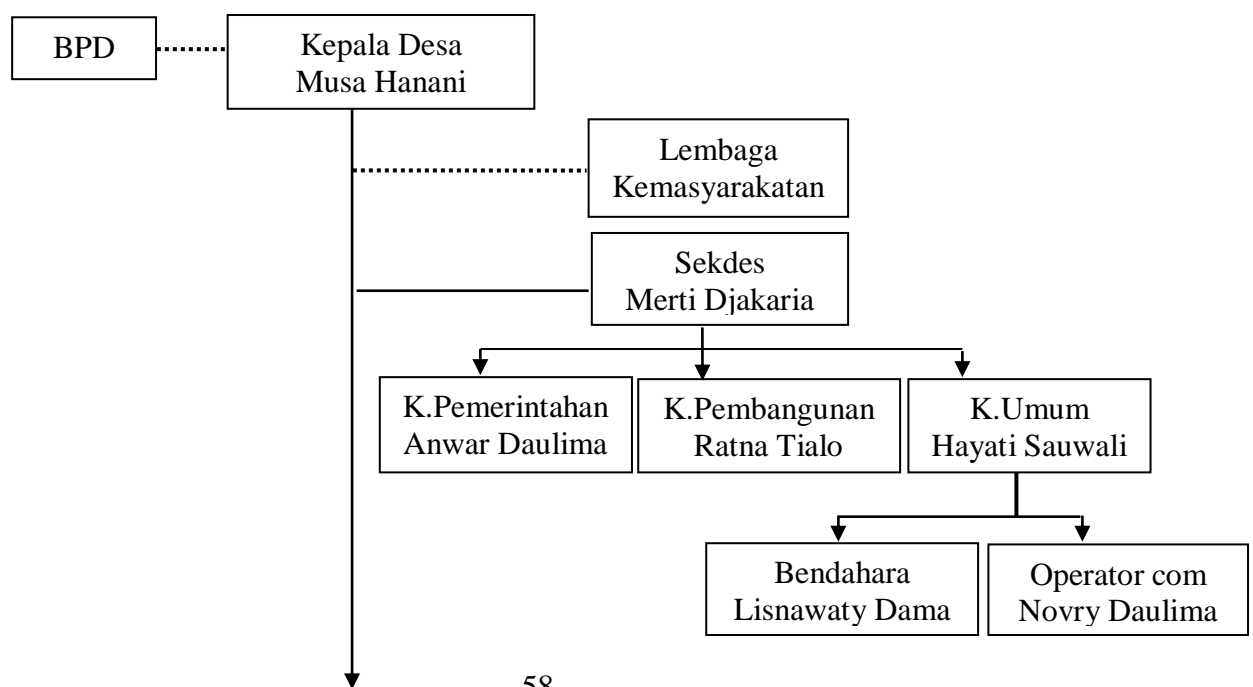 BPD
Kepala Desa
Musa Hanani
Lembaga
Kemasyarakatan
Sekdes
Merti Djakaria
K.Pemerintahan
Anwar Daulima
K.Pembangunan
Ratna Tialo
K.Umum
Hayati Sauwali
Bendahara
Lisnawaty Dama
Operator com
Novry Daulima
58